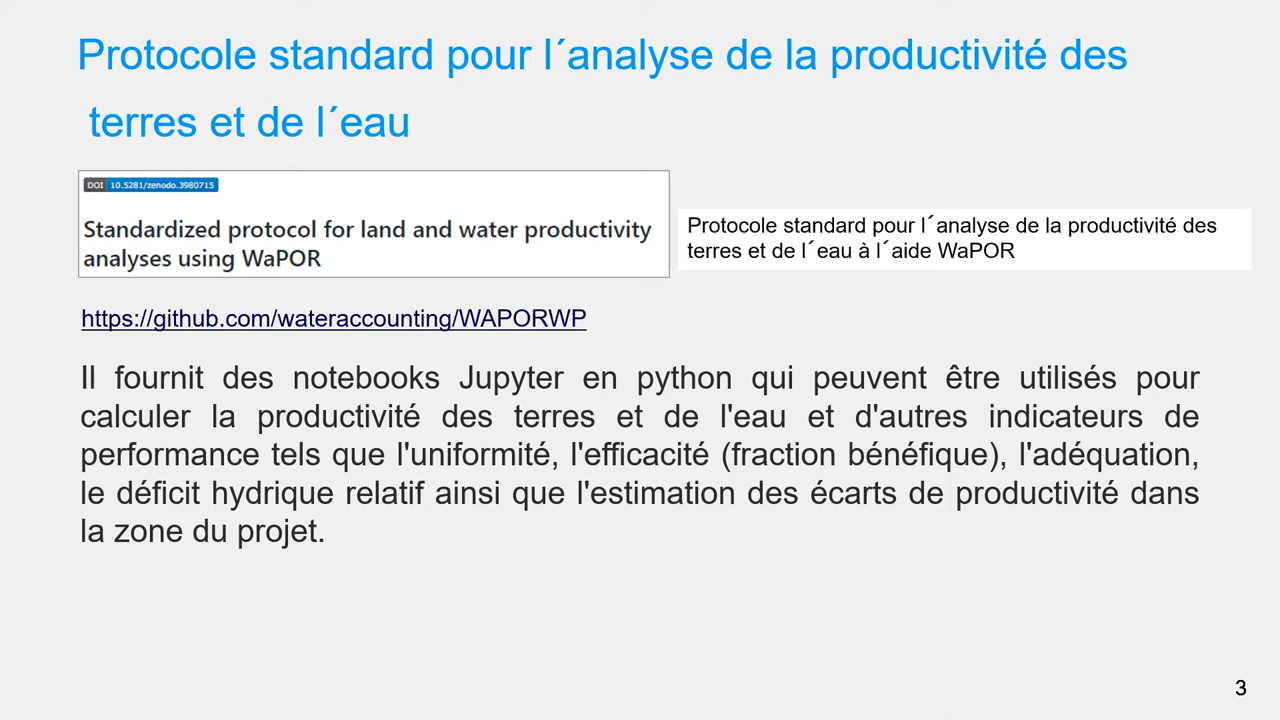 Protocole standard pour l´analyse de la productivité des
terres et de l´eau
DOI 10.5281/zenodo.3980715
Standardized protocol for land and water productivity
analyses using WaPOR
Protocole standard pour l´analyse de la productivité des
terres et de l´eau à l´aide WaPOR
https://github.com/wateraccounting/WAPORWP
Il fournit des notebooks Jupyter en python qui peuvent être utilisés pour
calculer la productivité des terres et de l'eau et d'autres indicateurs de
performance tels que l'uniformité, l'efficacité (fraction bénéfique), l'adéquation,
le déficit hydrique relatif ainsi que l'estimation des écarts de productivité dans
la zone du projet.
3